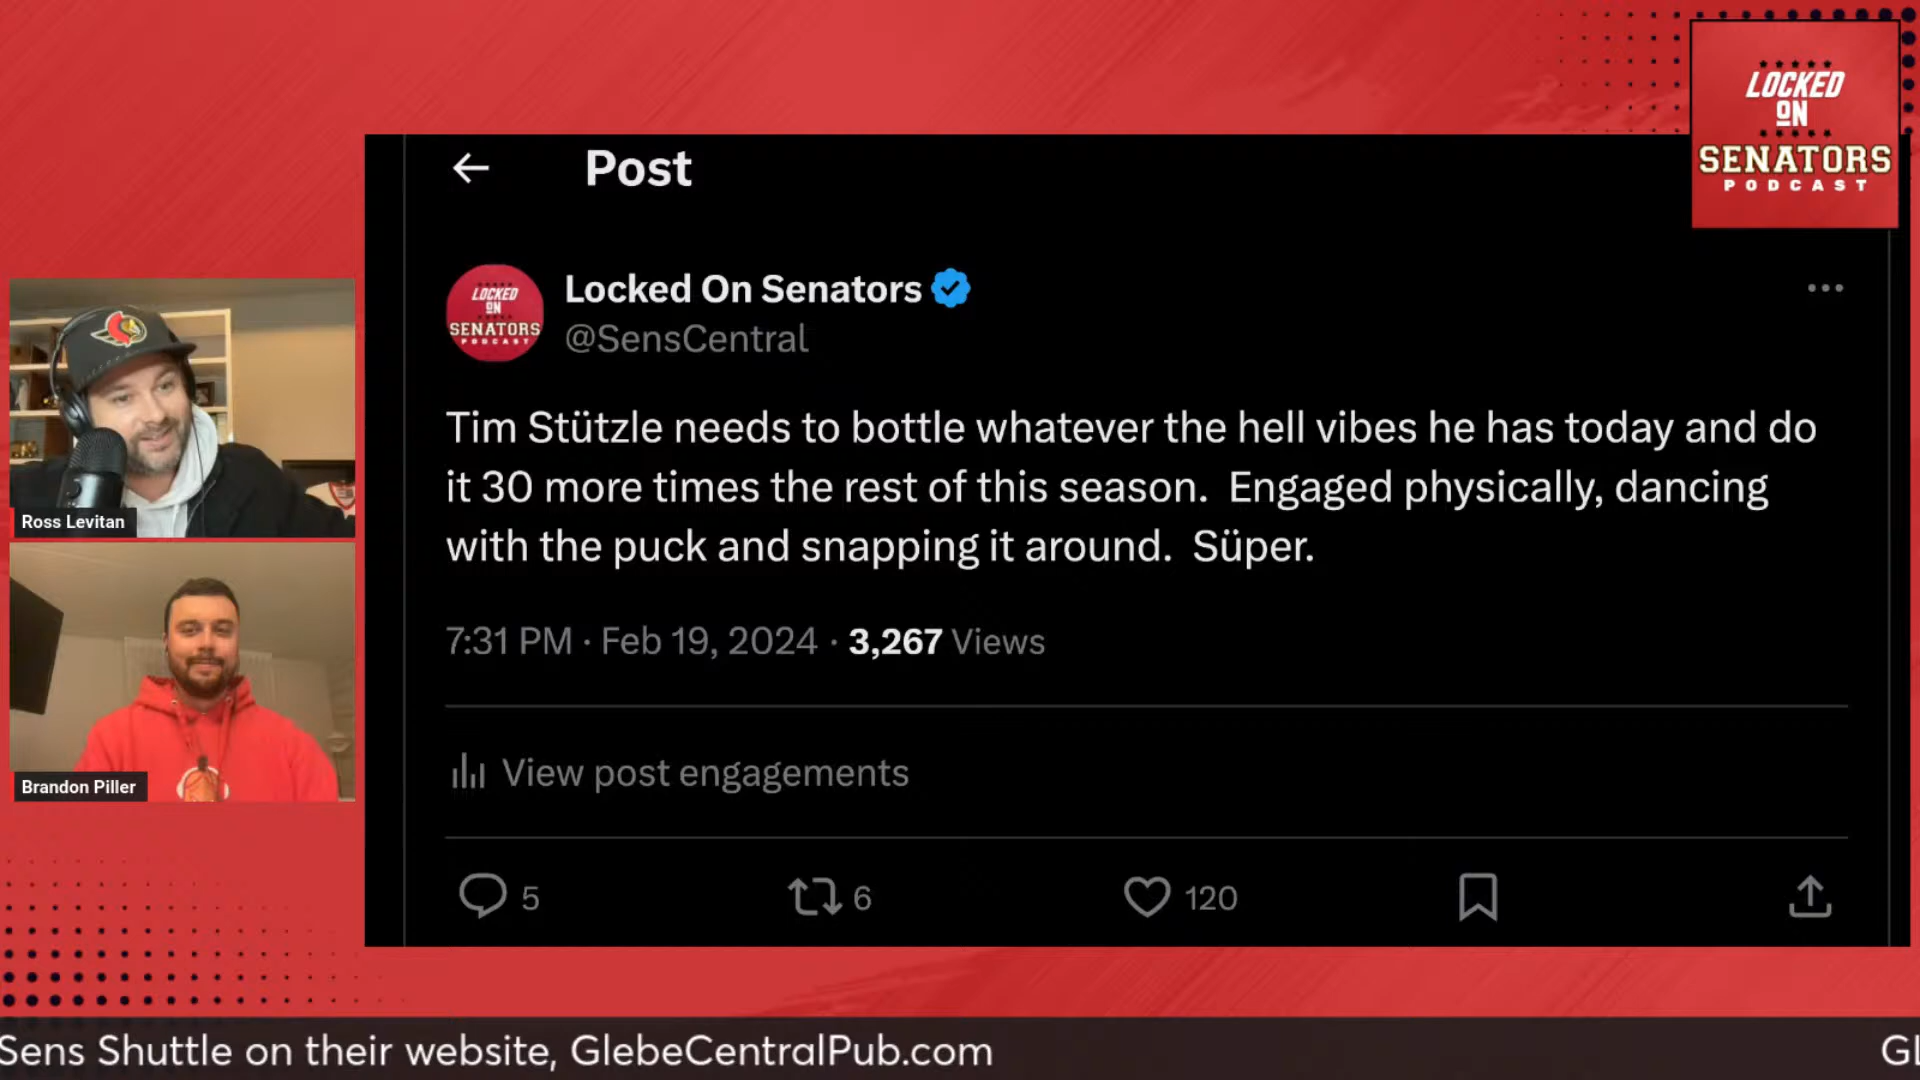 LOCKED
ON
SENATORS
PODCAST
Post
Locked On Senators
@SensCentral
LOCKED
ON
SENATORS
PODCAST
Tim Stützle needs to bottle whatever the hell vibes he has today and do
it 30 more times the rest of this season.  Engaged physically, dancing
with the puck and snapping it around.  Süper.
7:31 PM · Feb 19, 2024 · 3,267 Views
View post engagements
5 6 120
Ross Levitan
Brandon Piller
Sens Shuttle on their website, GlebeCentralPub.com